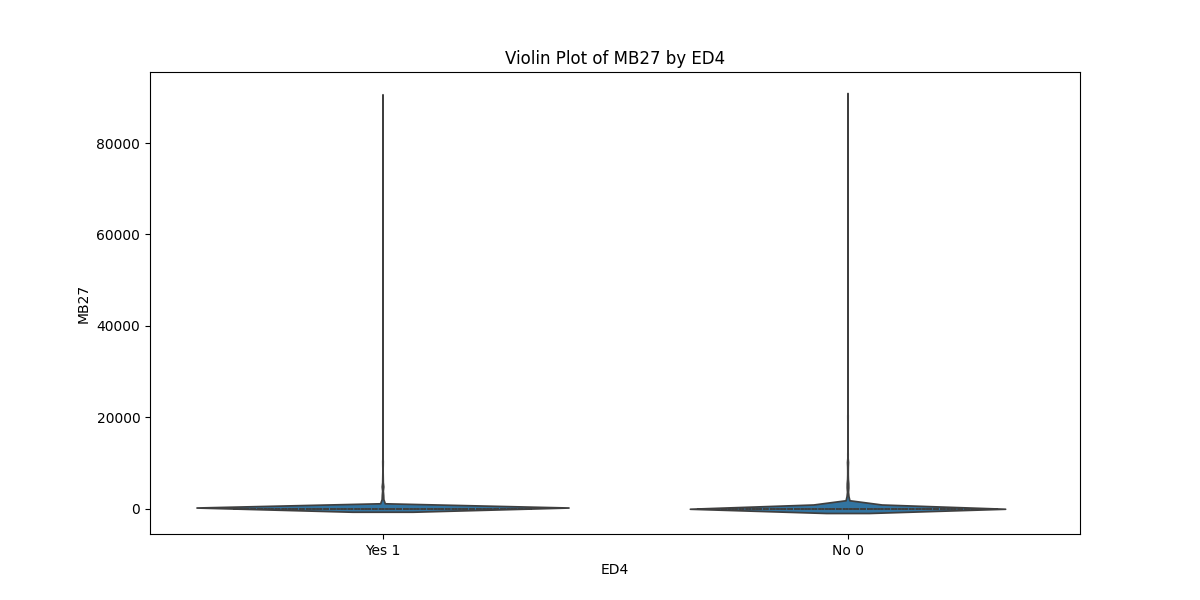 Violin Plot of MB27 by ED4
80000
60000
40000
20000
0
MB27
Yes 1
No 0
ED4